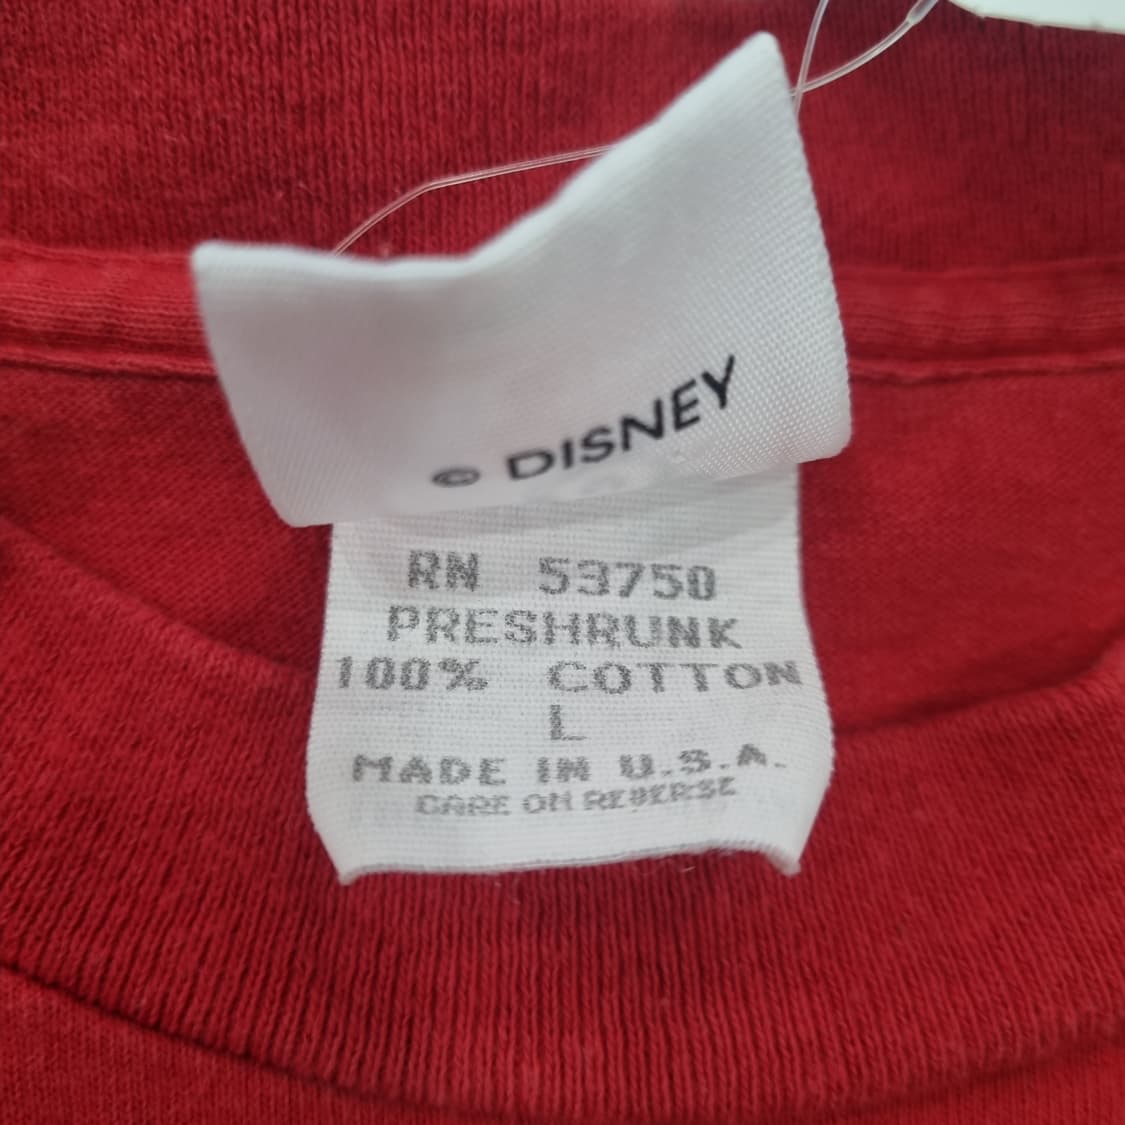 © DISNEY
RN 53750
PRESHRUNK
100% COTTON
L
MADE IN U.S.A.
CARE ON REVERSE